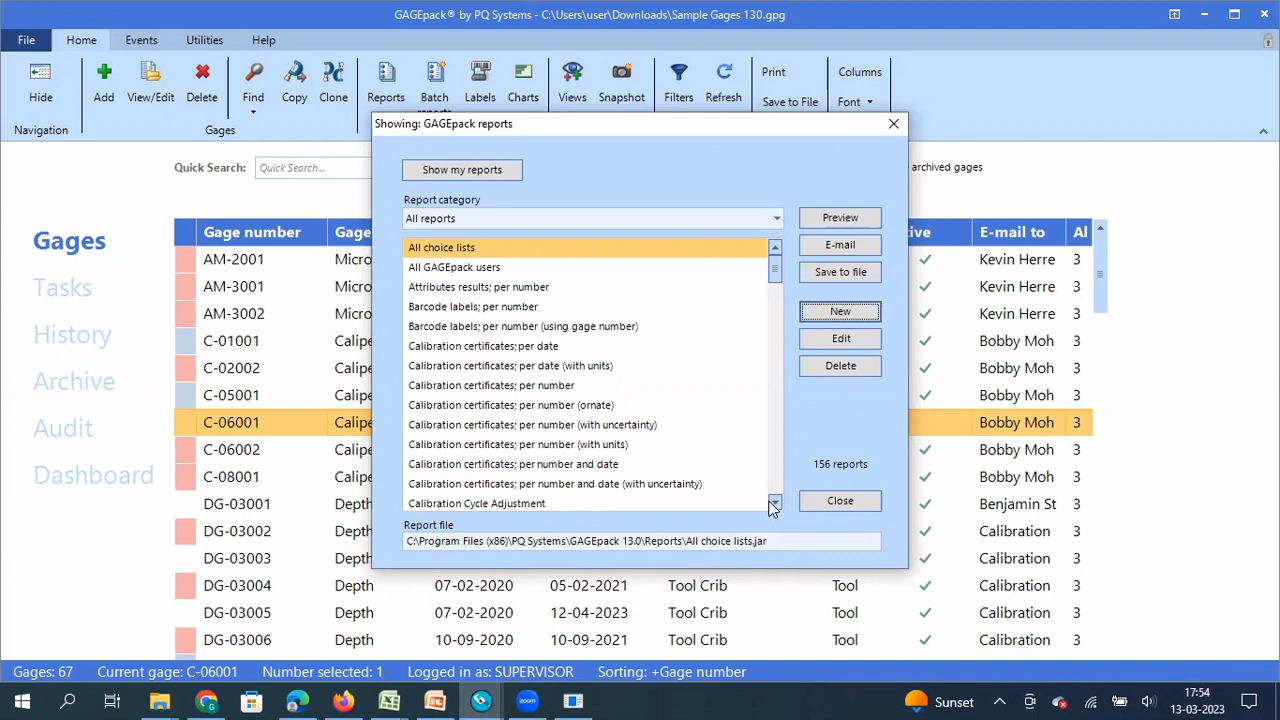 GAGEpack® by PQ Systems - C:\Users\user\Downloads\Sample Gages 130.gpg
File Home Events Utilities Help
Hide Add View/Edit Delete Find Copy Clone Reports Batch Labels Charts Views Snapshot Filters Refresh Print Save to File Columns Font
Navigation Gages
Quick Search: Quick Search... archived gages
Gages
Tasks
History
Archive
Audit
Dashboard
Gage number Gage ive E-mail to Al
AM-2001 Micro Kevin Herre 3
AM-3001 Micro Kevin Herre 3
AM-3002 Micro Kevin Herre 3
C-01001 Calipe Bobby Moh 3
C-02002 Calipe Bobby Moh 3
C-05001 Calipe Bobby Moh 3
C-06001 Calipe Bobby Moh 3
C-06002 Calipe Bobby Moh 3
C-08001 Calipe Bobby Moh 3
DG-03001 Depth Benjamin St 3
DG-03002 Depth Calibration 3
DG-03003 Depth Calibration 3
DG-03004 Depth 07-02-2020 05-02-2021 Tool Crib Tool Calibration 3
DG-03005 Depth 07-02-2020 12-04-2023 Tool Crib Tool Calibration 3
DG-03006 Depth 10-09-2020 10-09-2021 Tool Crib Tool Calibration 3
Showing: GAGEpack reports
Show my reports
Report category
All reports
All choice lists
All GAGEpack users
Attributes results; per number
Barcode labels; per number
Barcode labels; per number (using gage number)
Calibration certificates; per date
Calibration certificates; per date (with units)
Calibration certificates; per number
Calibration certificates; per number (ornate)
Calibration certificates; per number (with uncertainty)
Calibration certificates; per number (with units)
Calibration certificates; per number and date
Calibration certificates; per number and date (with uncertainty)
Calibration Cycle Adjustment
Preview
E-mail
Save to file
New
Edit
Delete
156 reports
Close
Report file
C:\Program Files (x86)\PQ Systems\GAGEpack 13.0\Reports\All choice lists.jar
Gages: 67 Current gage: C-06001 Number selected: 1 Logged in as: SUPERVISOR Sorting: +Gage number
zoom Sunset 17:54
13-03-2023